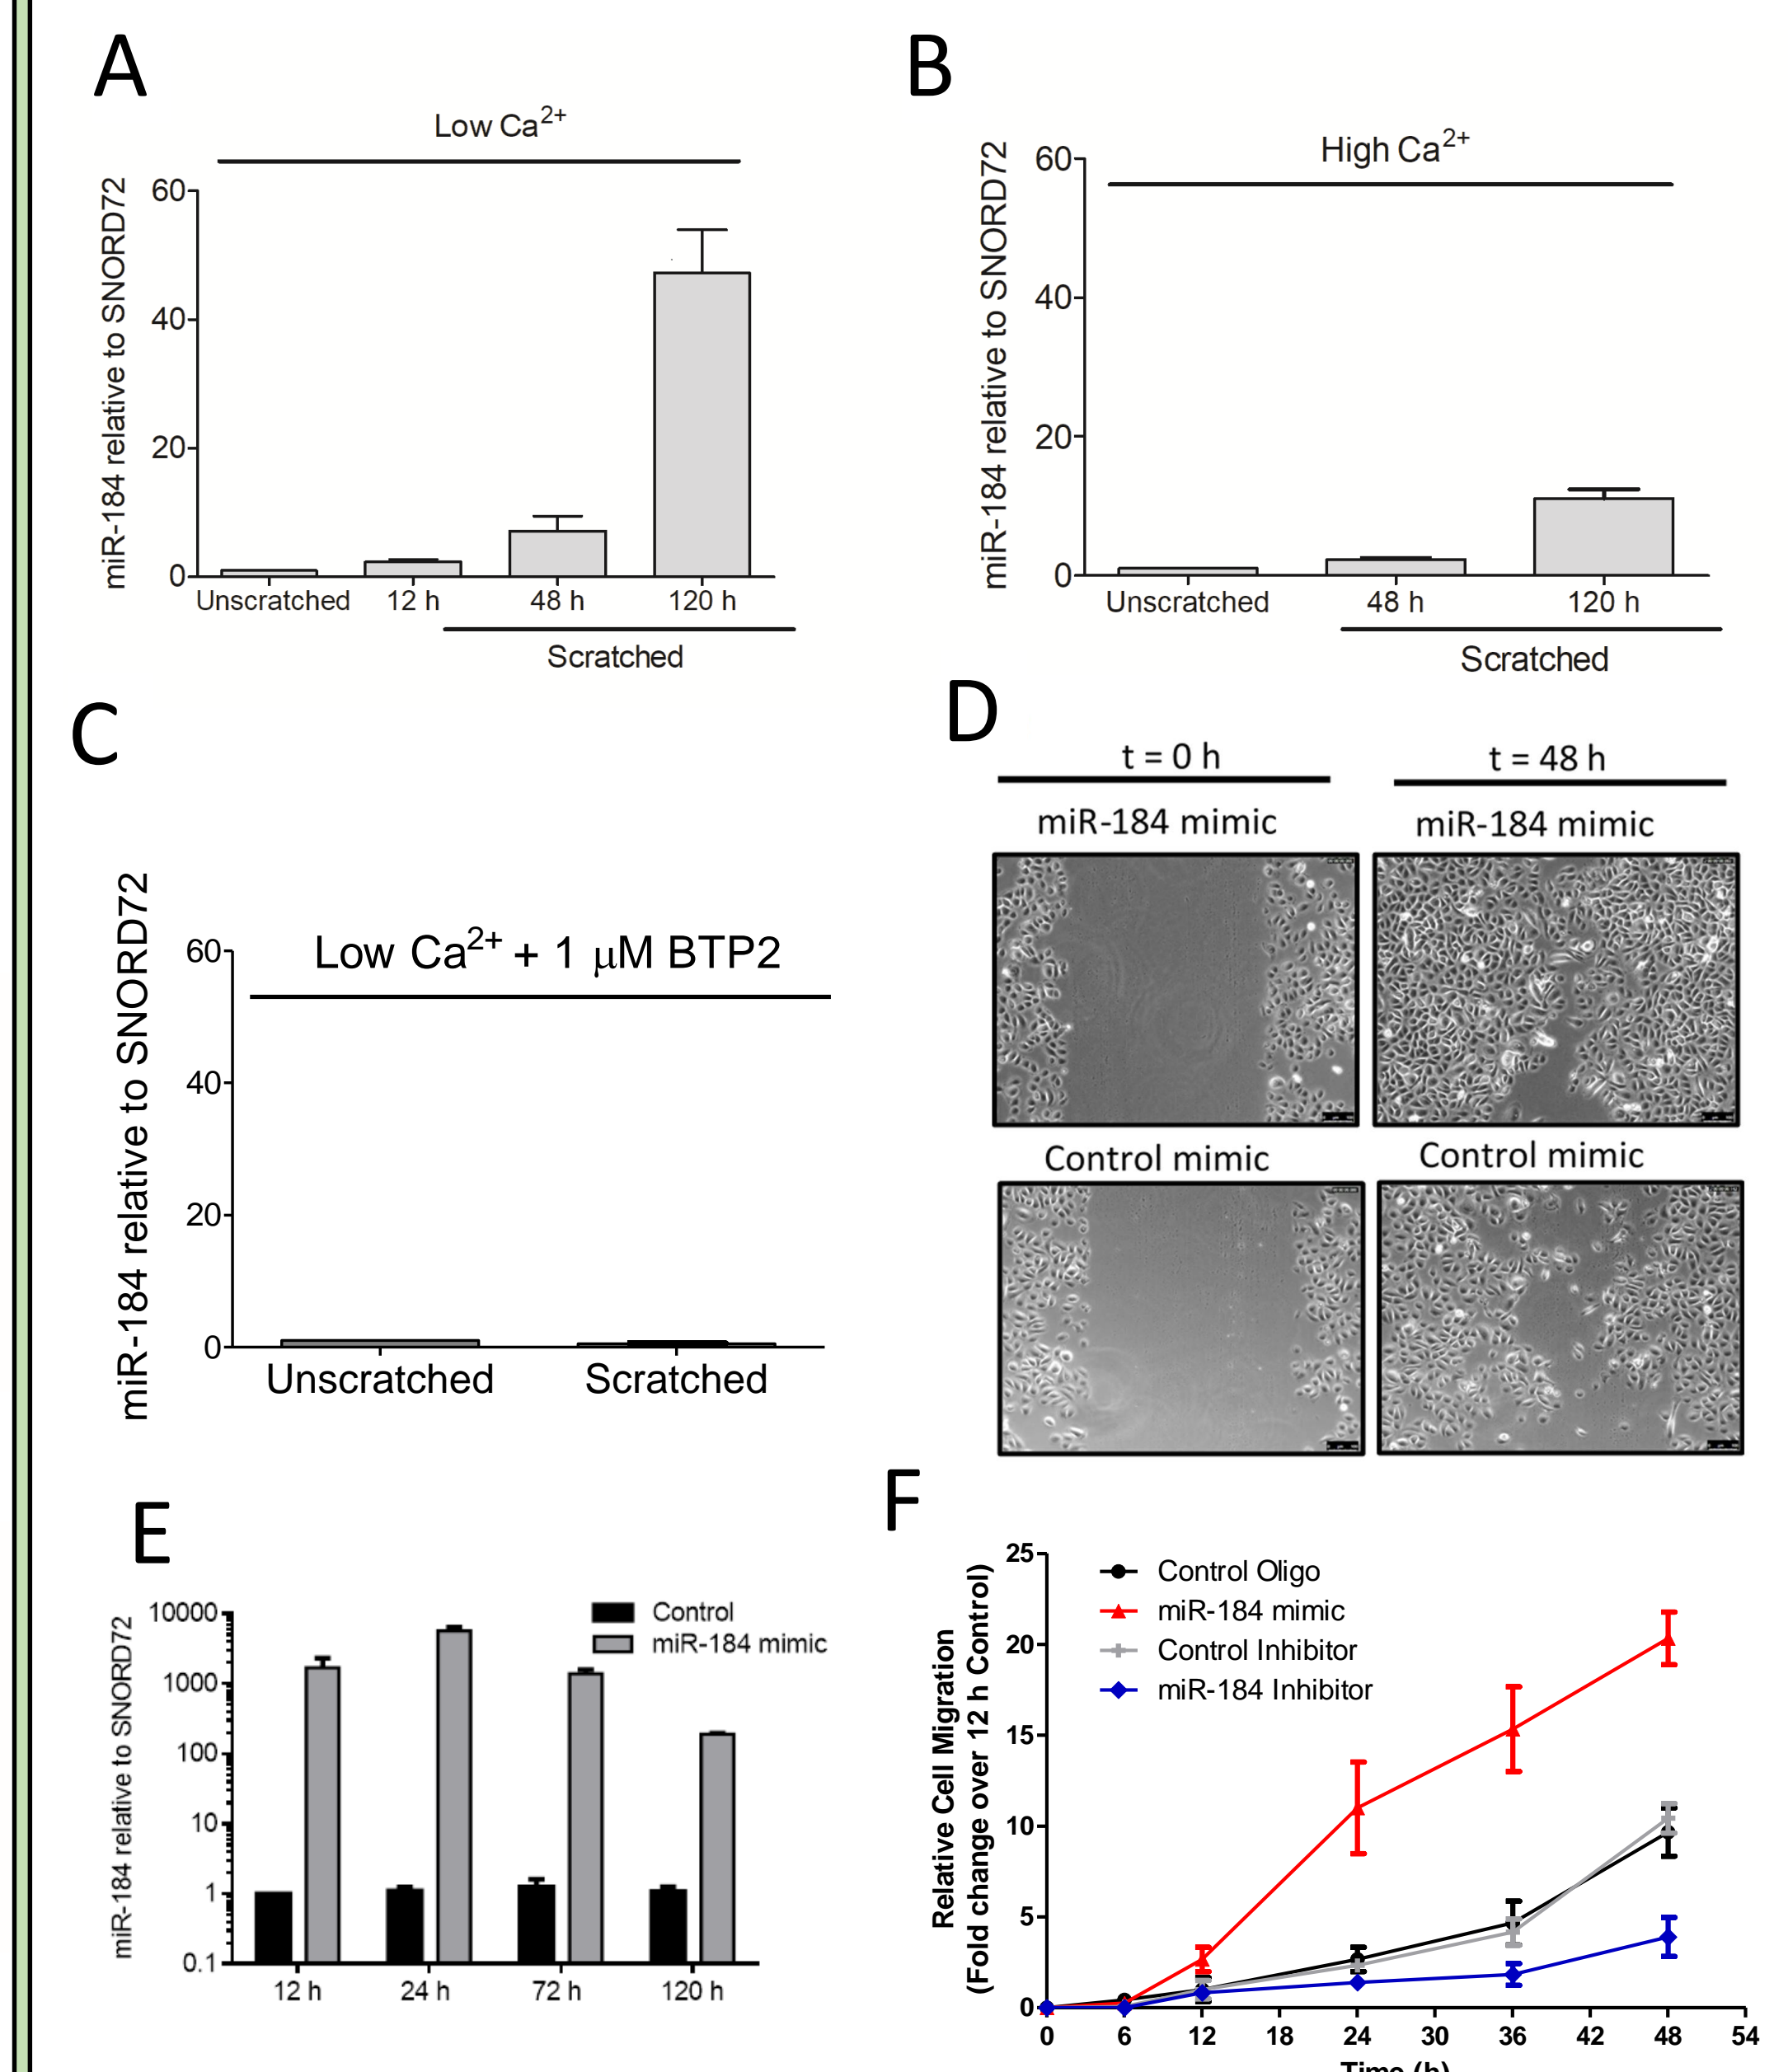 A
Low Ca2+
miR-184 relative to SNORD72
60
40
20
0
Unscratched 12 h 48 h 120 h
Scratched
B
High Ca2+
miR-184 relative to SNORD72
60
40
20
0
Unscratched 48 h 120 h
Scratched
C
Low Ca2+ + 1 μM BTP2
miR-184 relative to SNORD72
60
40
20
0
Unscratched Scratched
D
t = 0 h t = 48 h
miR-184 mimic miR-184 mimic
Control mimic Control mimic
E
miR-184 relative to SNORD72
10000
1000
100
10
1
0.1
Control
miR-184 mimic
12 h 24 h 72 h 120 h
F
Relative Cell Migration
(Fold change over 12 h Control)
25
20
15
10
5
0
Control Oligo
miR-184 mimic
Control Inhibitor
miR-184 Inhibitor
0 6 12 18 24 30 36 42 48 54
Time (h)